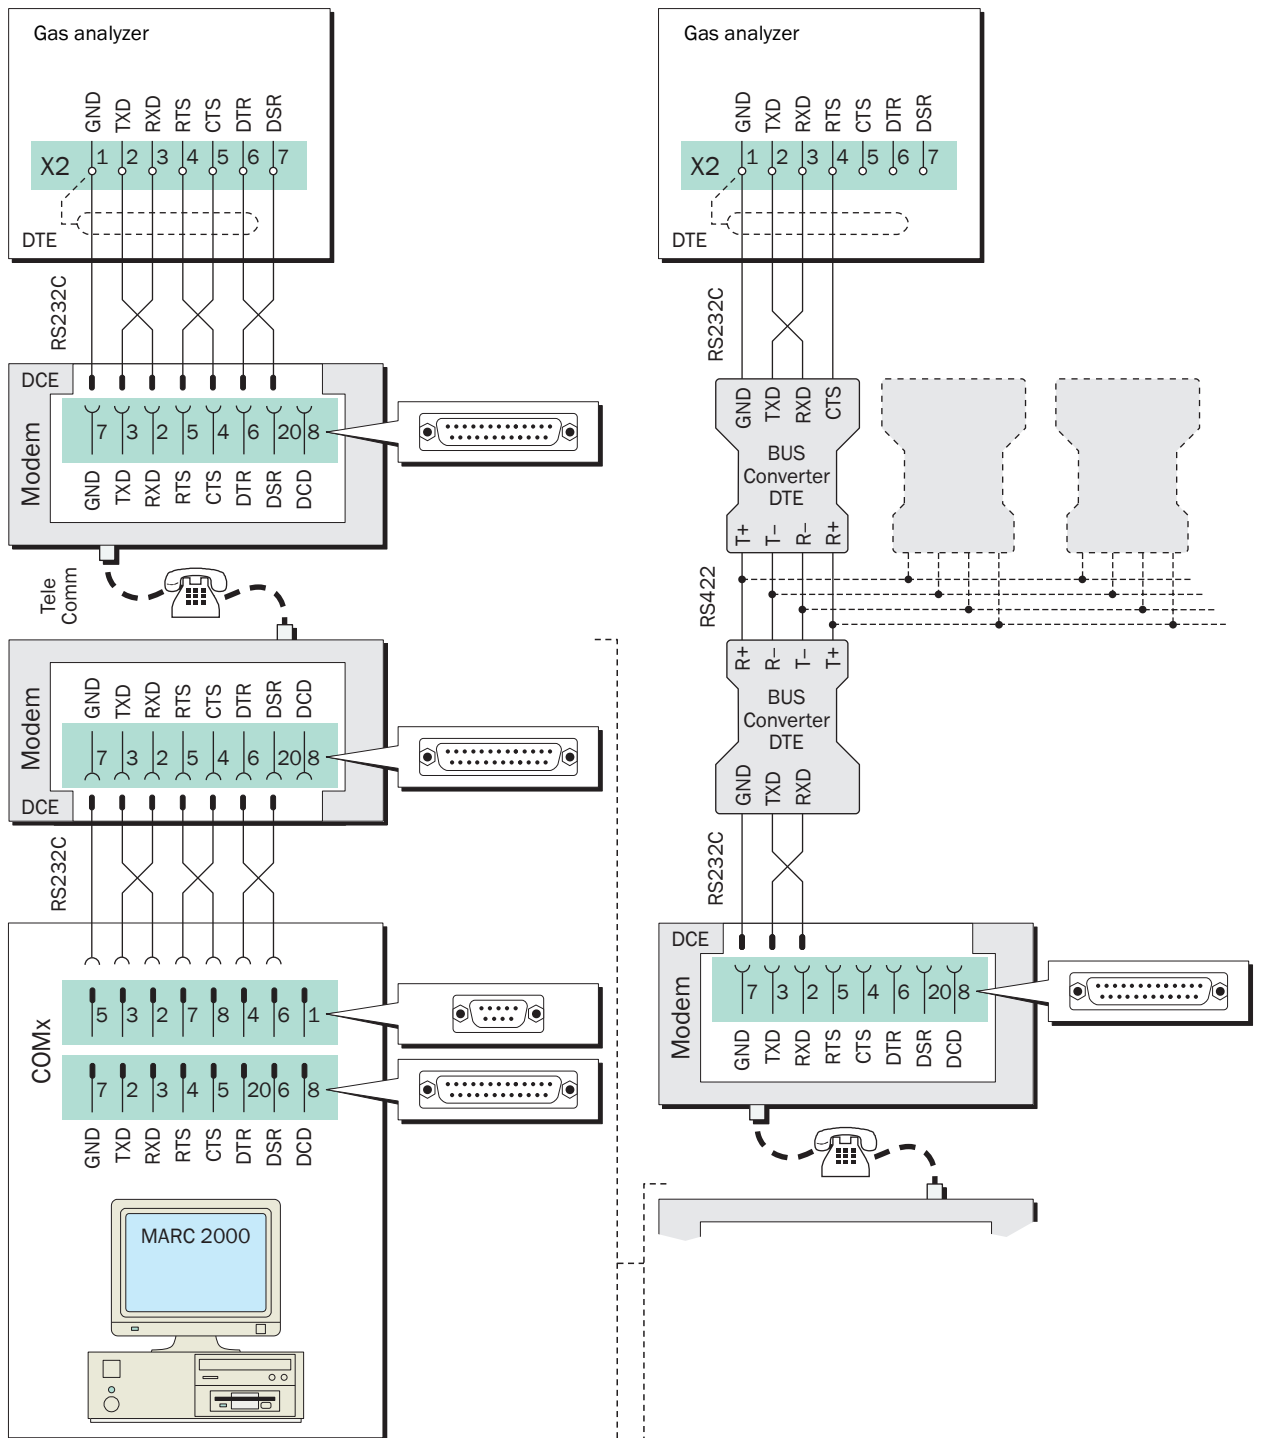 Gas analyzer
GND TXD RXD RTS CTS DTR DSR
X2 1 2 3 4 5 6 7
DTE
RS232C
DCE
Modem
7 3 2 5 4 6 20 8
GND TXD RXD RTS CTS DTR DSR DCD
Tele
Comm
Modem
GND TXD RXD RTS CTS DTR DSR DCD
7 3 2 5 4 6 20 8
DCE
RS232C
COMx
5 3 2 7 8 4 6 1
7 2 3 4 5 20 6 8
GND TXD RXD RTS CTS DTR DSR DCD
MARC 2000
Gas analyzer
GND TXD RXD RTS CTS DTR DSR
X2 1 2 3 4 5 6 7
DTE
RS232C
GND TXD RXD CTS
BUS
Converter
DTE
T+ T– R– R+
RS422
R+ R– T– T+
BUS
Converter
DTE
GND TXD RXD
RS232C
DCE
Modem
7 3 2 5 4 6 20 8
GND TXD RXD RTS CTS DTR DSR DCD